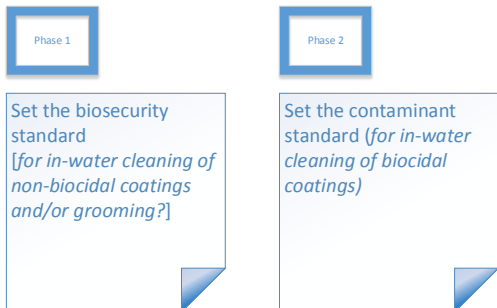 Phase 1
Phase 2
Set the biosecurity
standard
[for in-water cleaning of
non-biocidal coatings
and/or grooming?]
Set the contaminant
standard (for in-water
cleaning of biocidal
coatings)